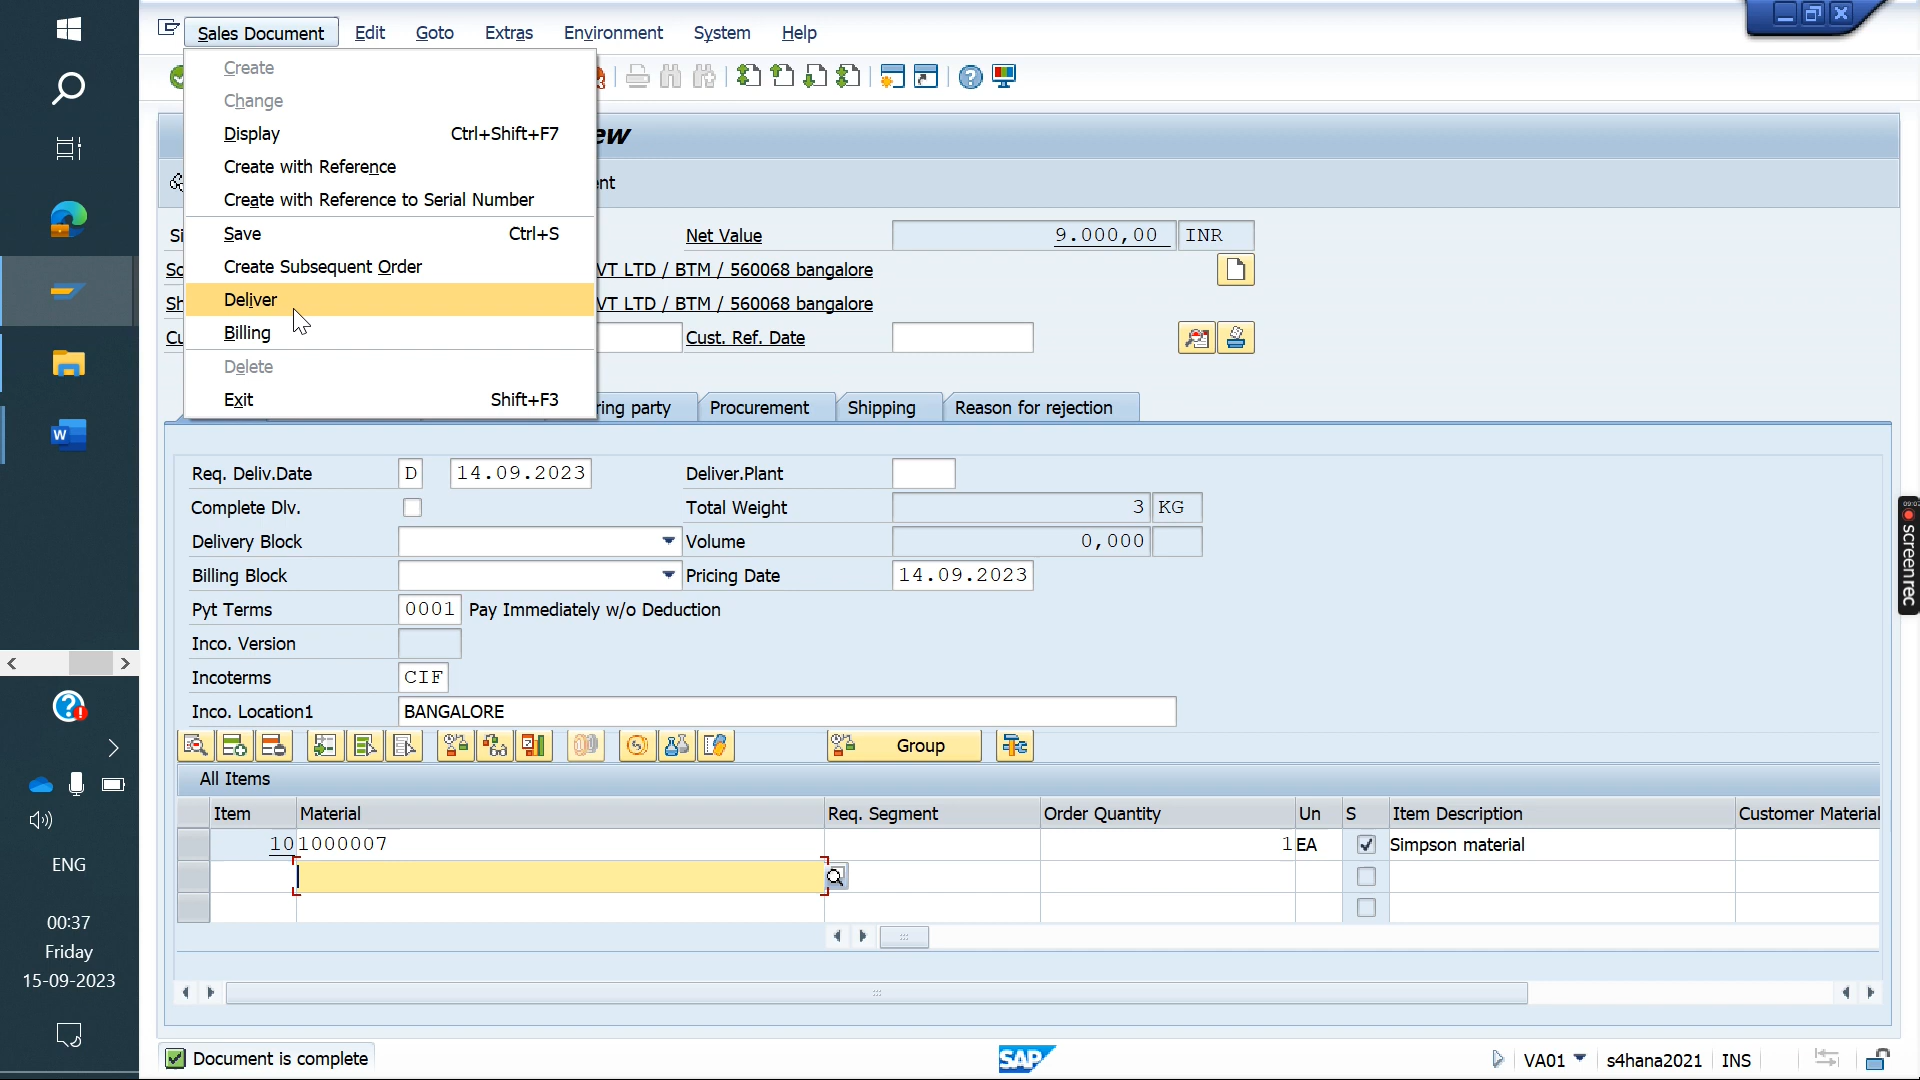 Sales Document Edit Goto Extras Environment System Help
Create
Change
Display Ctrl+Shift+F7
Create with Reference
Create with Reference to Serial Number
Save Ctrl+S
Create Subsequent Order
Deliver
Billing
Delete
Exit Shift+F3
ew
nt
Si Net Value 9.000,00 INR
So VT LTD / BTM / 560068 bangalore
Sh VT LTD / BTM / 560068 bangalore
Cu Cust. Ref. Date
ring party Procurement Shipping Reason for rejection
Req. Deliv.Date D 14.09.2023 Deliver.Plant
Complete Dlv. Total Weight 3 KG
Delivery Block Volume 0,000
Billing Block Pricing Date 14.09.2023
Pyt Terms 0001 Pay Immediately w/o Deduction
Inco. Version
Incoterms CIF
Inco. Location1 BANGALORE
Group
All Items
Item Material Req. Segment Order Quantity Un S Item Description Customer Material
10 1000007 1 EA Simpson material
Document is complete SAP VA01 s4hana2021 INS
W
ENG
00:37
Friday
15-09-2023
screenrec